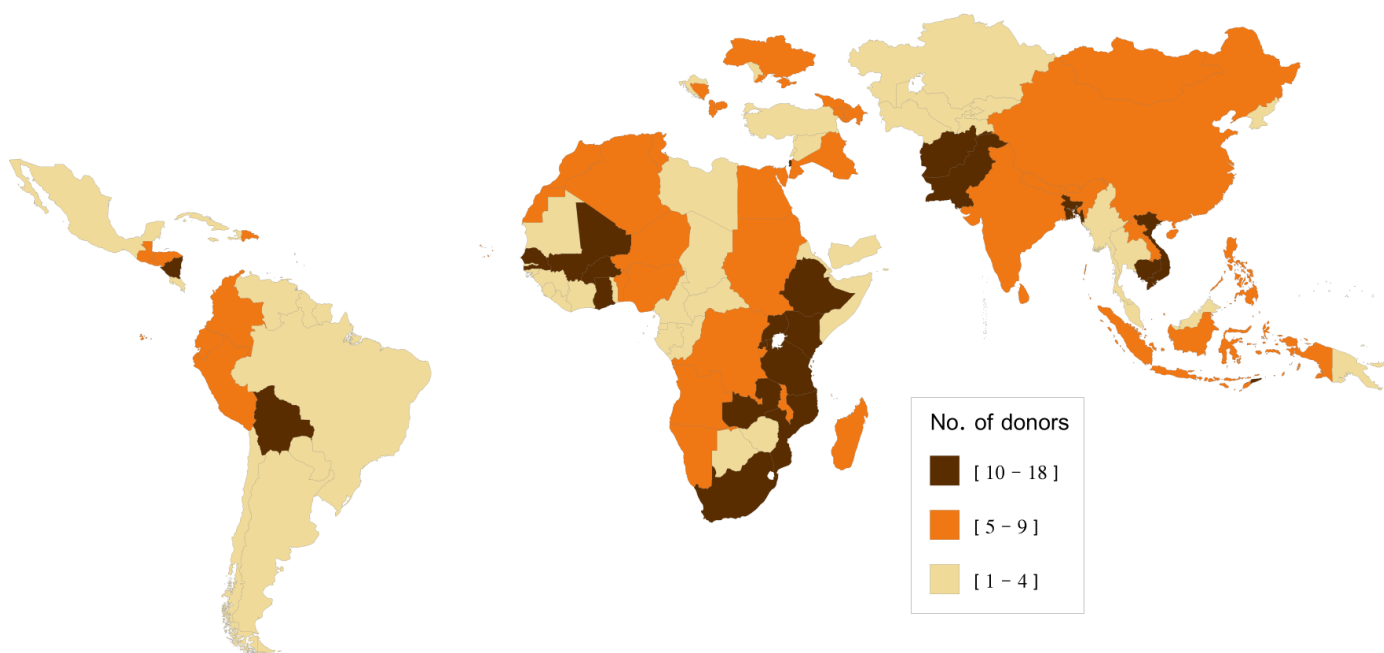 No. of donors
[ 10 – 18 ]
[ 5 – 9 ]
[ 1 – 4 ]